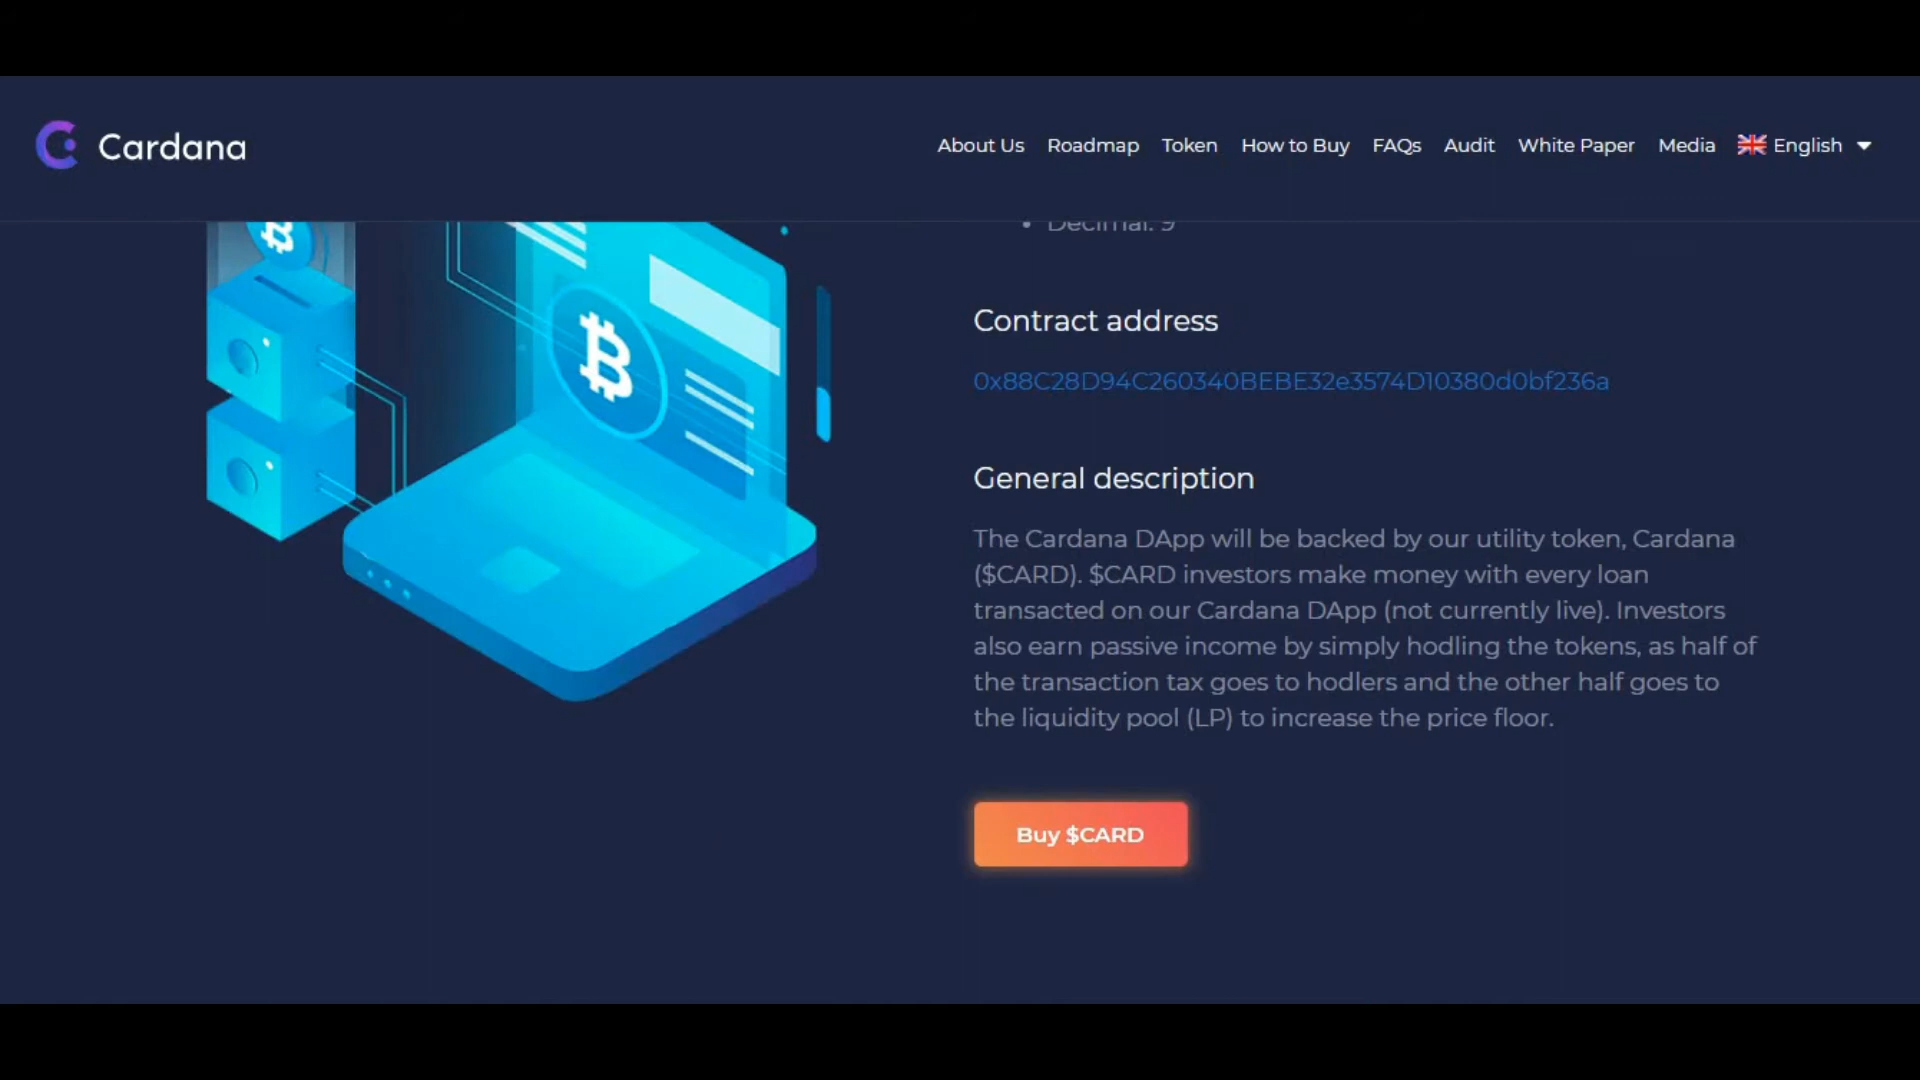 Cardana
About Us Roadmap Token How to Buy FAQs Audit White Paper Media English
Decimal: 9
Contract address
0x88C28D94C260340BEBE32e3574D10380d0bf236a
General description
The Cardana DApp will be backed by our utility token, Cardana
($CARD). $CARD investors make money with every loan
transacted on our Cardana DApp (not currently live). Investors
also earn passive income by simply hodling the tokens, as half of
the transaction tax goes to hodlers and the other half goes to
the liquidity pool (LP) to increase the price floor.
Buy $CARD